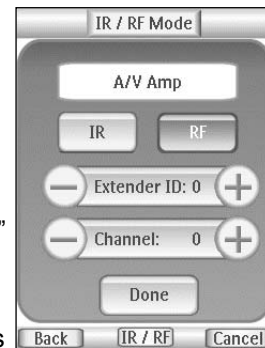 IR / RF Mode
A/V Amp
IR RF
Extender ID: 0
Channel: 0
”
Done
s
Back IR / RF Cancel